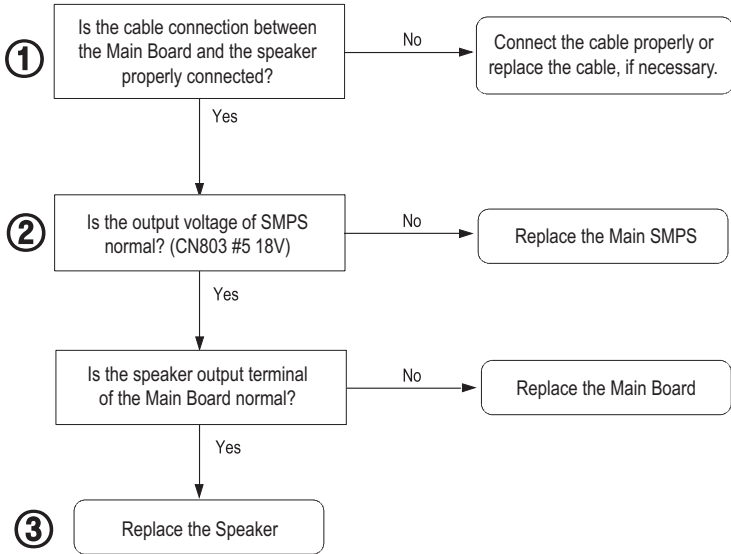 ①
Is the cable connection between
the Main Board and the speaker
properly connected?
No
Connect the cable properly or
replace the cable, if necessary.
Yes
②
Is the output voltage of SMPS
normal? (CN803 #5 18V)
No
Replace the Main SMPS
Yes
Is the speaker output terminal
of the Main Board normal?
No
Replace the Main Board
Yes
③
Replace the Speaker